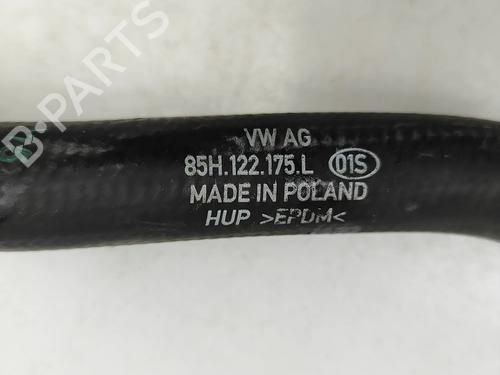 B-PARTS
VW AG
85H.122.175.L 01S
MADE IN POLAND
HUP >EPDM<